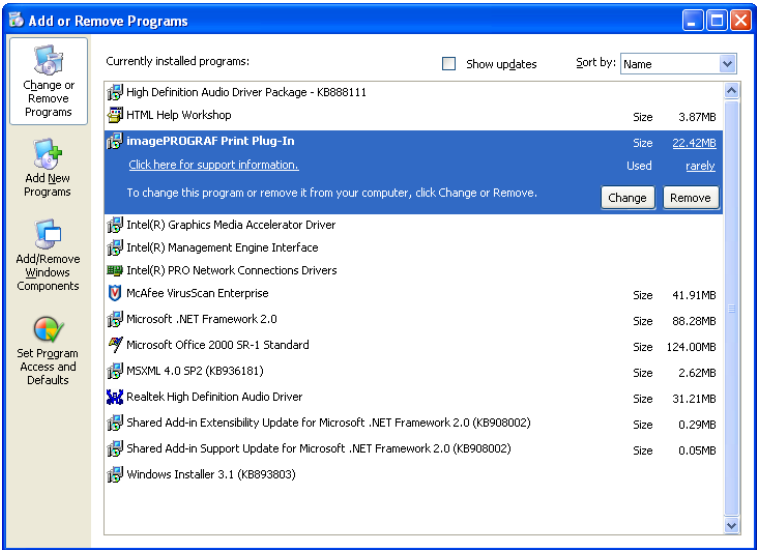 Add or Remove Programs
Change or
Remove
Programs
Add New
Programs
Add/Remove
Windows
Components
Set Program
Access and
Defaults
Currently installed programs:
Show updates
Sort by: Name
High Definition Audio Driver Package - KB888111
HTML Help Workshop Size 3.87MB
imagePROGRAF Print Plug-In Size 22.42MB
Click here for support information. Used rarely
To change this program or remove it from your computer, click Change or Remove. Change Remove
Intel(R) Graphics Media Accelerator Driver
Intel(R) Management Engine Interface
Intel(R) PRO Network Connections Drivers
McAfee VirusScan Enterprise Size 41.91MB
Microsoft .NET Framework 2.0 Size 88.28MB
Microsoft Office 2000 SR-1 Standard Size 124.00MB
MSXML 4.0 SP2 (KB936181) Size 2.62MB
Realtek High Definition Audio Driver Size 31.21MB
Shared Add-in Extensibility Update for Microsoft .NET Framework 2.0 (KB908002) Size 0.29MB
Shared Add-in Support Update for Microsoft .NET Framework 2.0 (KB908002) Size 0.05MB
Windows Installer 3.1 (KB893803)